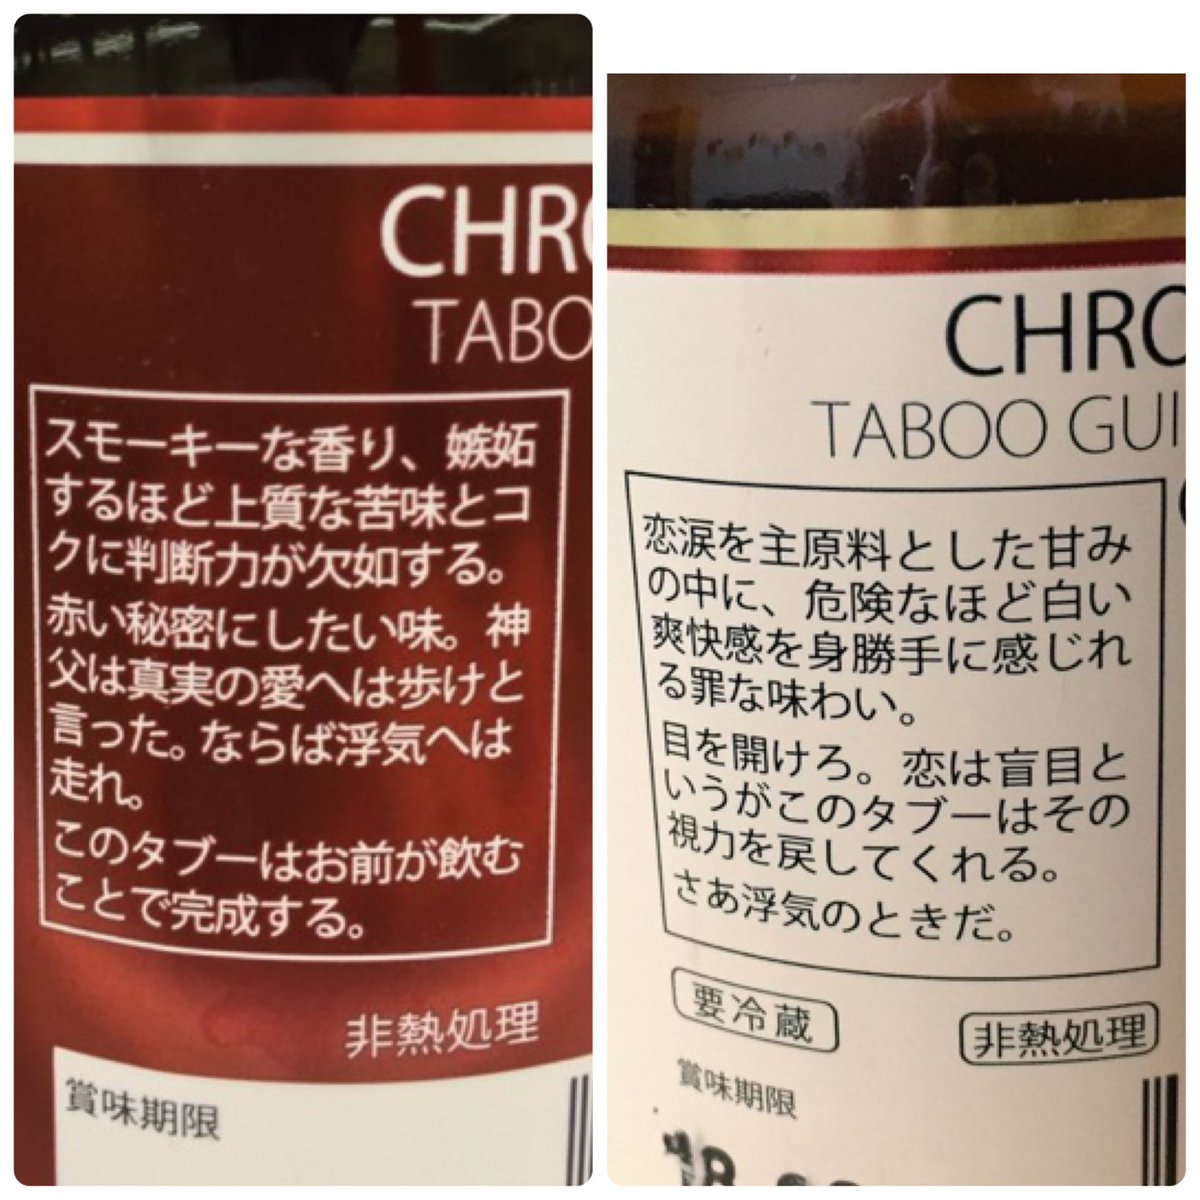 CHRO
TABO
スモーキーな香り、嫉妬
するほど上質な苦味とコ
クに判断力が欠如する。
赤い秘密にしたい味。神
父は真実の愛へは歩けと
言った。ならば浮気へは
走れ。
このタブーはお前が飲む
ことで完成する。
非熱処理
賞味期限
CHRO
TABOO GUI
恋涙を主原料とした甘み
の中に、危険なほど白い
爽快感を身勝手に感じれ
る罪な味わい。
目を開けろ。恋は盲目と
いうがこのタブーはその
視力を戻してくれる。
さあ浮気のときだ。
要冷蔵
非熱処理
賞味期限